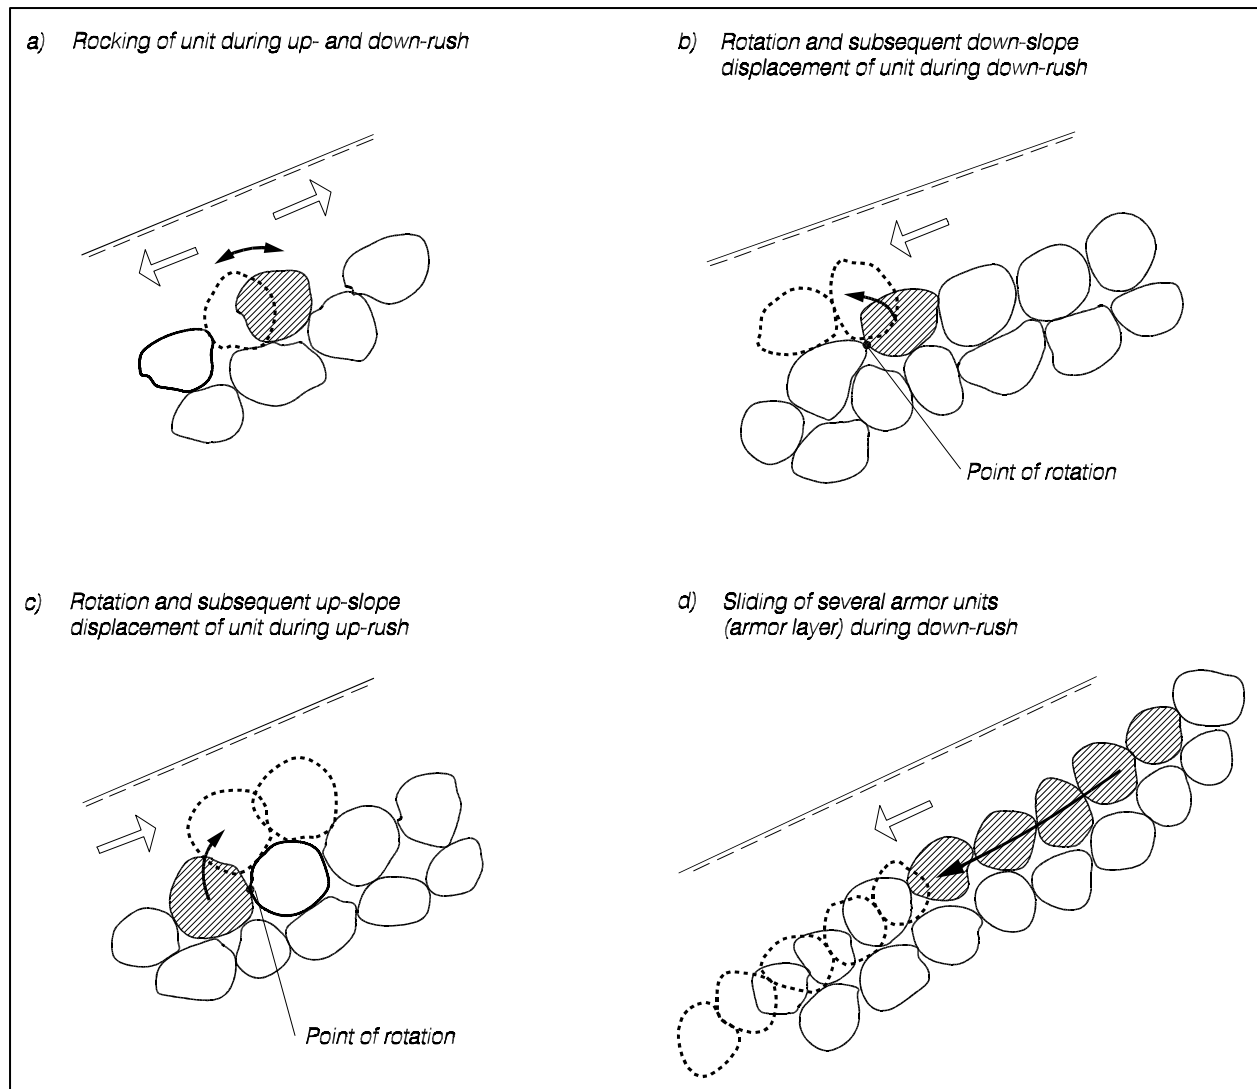 a) Rocking of unit during up- and down-rush
b) Rotation and subsequent down-slope
displacement of unit during down-rush
Point of rotation
c) Rotation and subsequent up-slope
displacement of unit during up-rush
Point of rotation
d) Sliding of several armor units
(armor layer) during down-rush